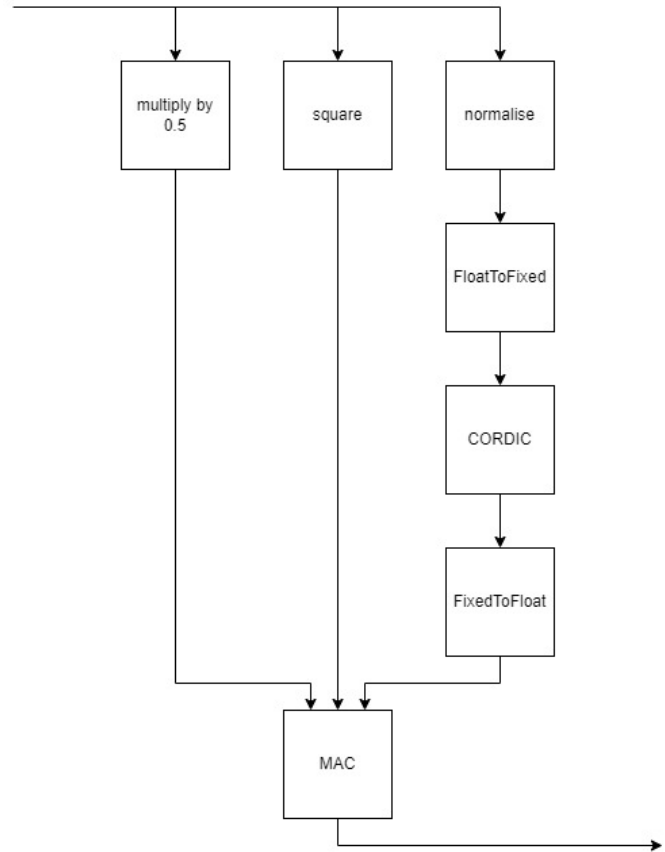 multiply by
0.5
square
normalise
FloatToFixed
CORDIC
FixedToFloat
MAC